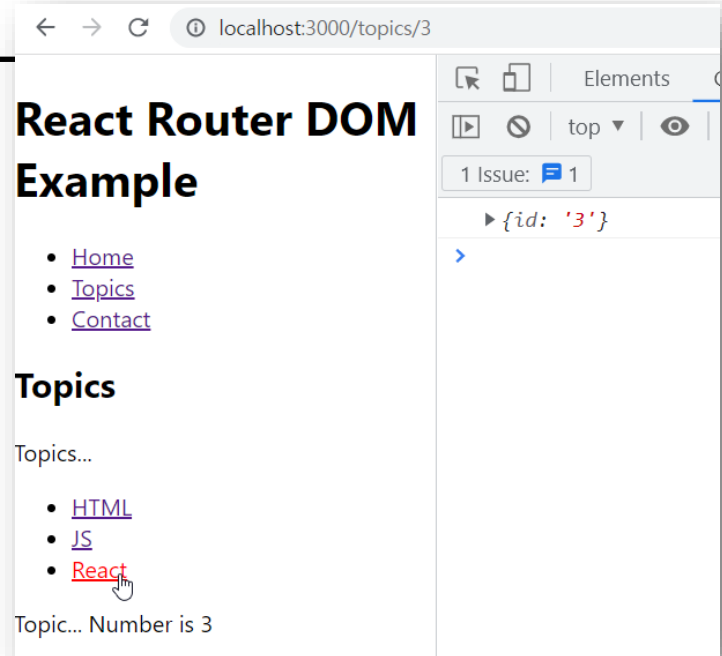 localhost:3000/topics/3
Elements
top
1 Issue: 1
{id: '3'}
React Router DOM
Example
Home
Topics
Contact
Topics
Topics...
HTML
JS
React
Topic... Number is 3